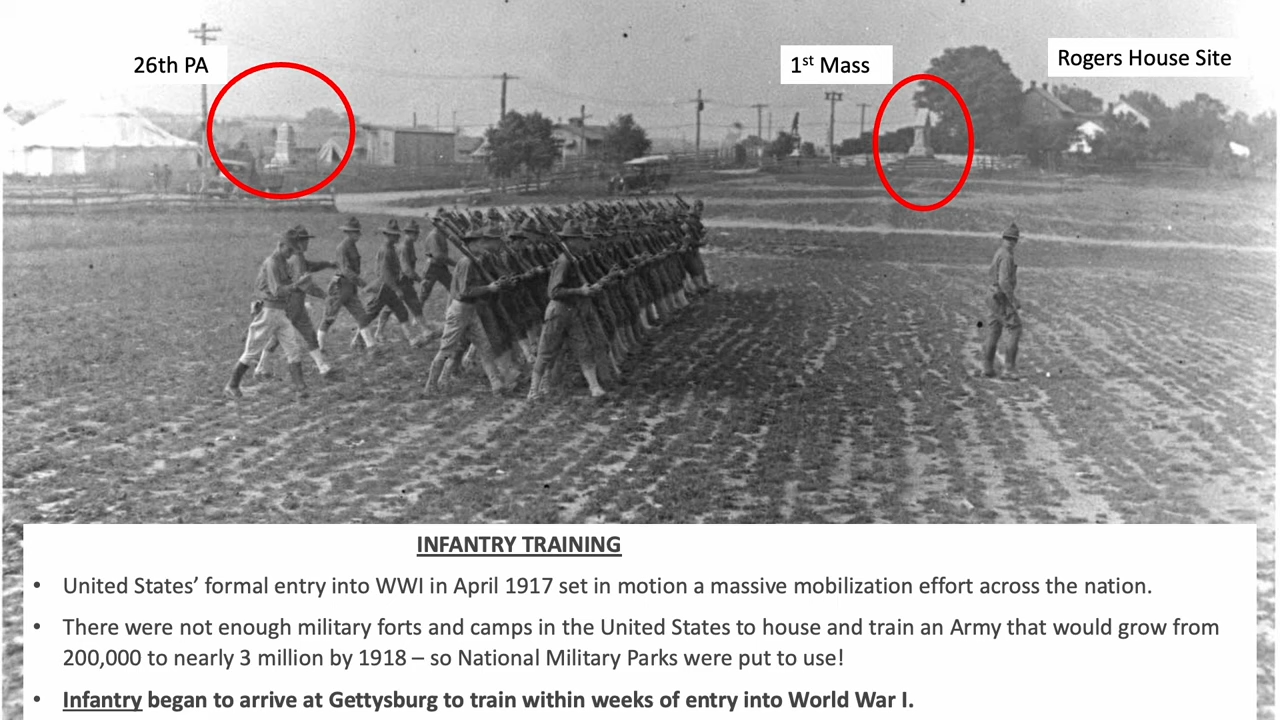 26th PA
1st Mass
Rogers House Site
INFANTRY TRAINING
• United States’ formal entry into WWI in April 1917 set in motion a massive mobilization effort across the nation.
• There were not enough military forts and camps in the United States to house and train an Army that would grow from
200,000 to nearly 3 million by 1918 – so National Military Parks were put to use!
• Infantry began to arrive at Gettysburg to train within weeks of entry into World War I.